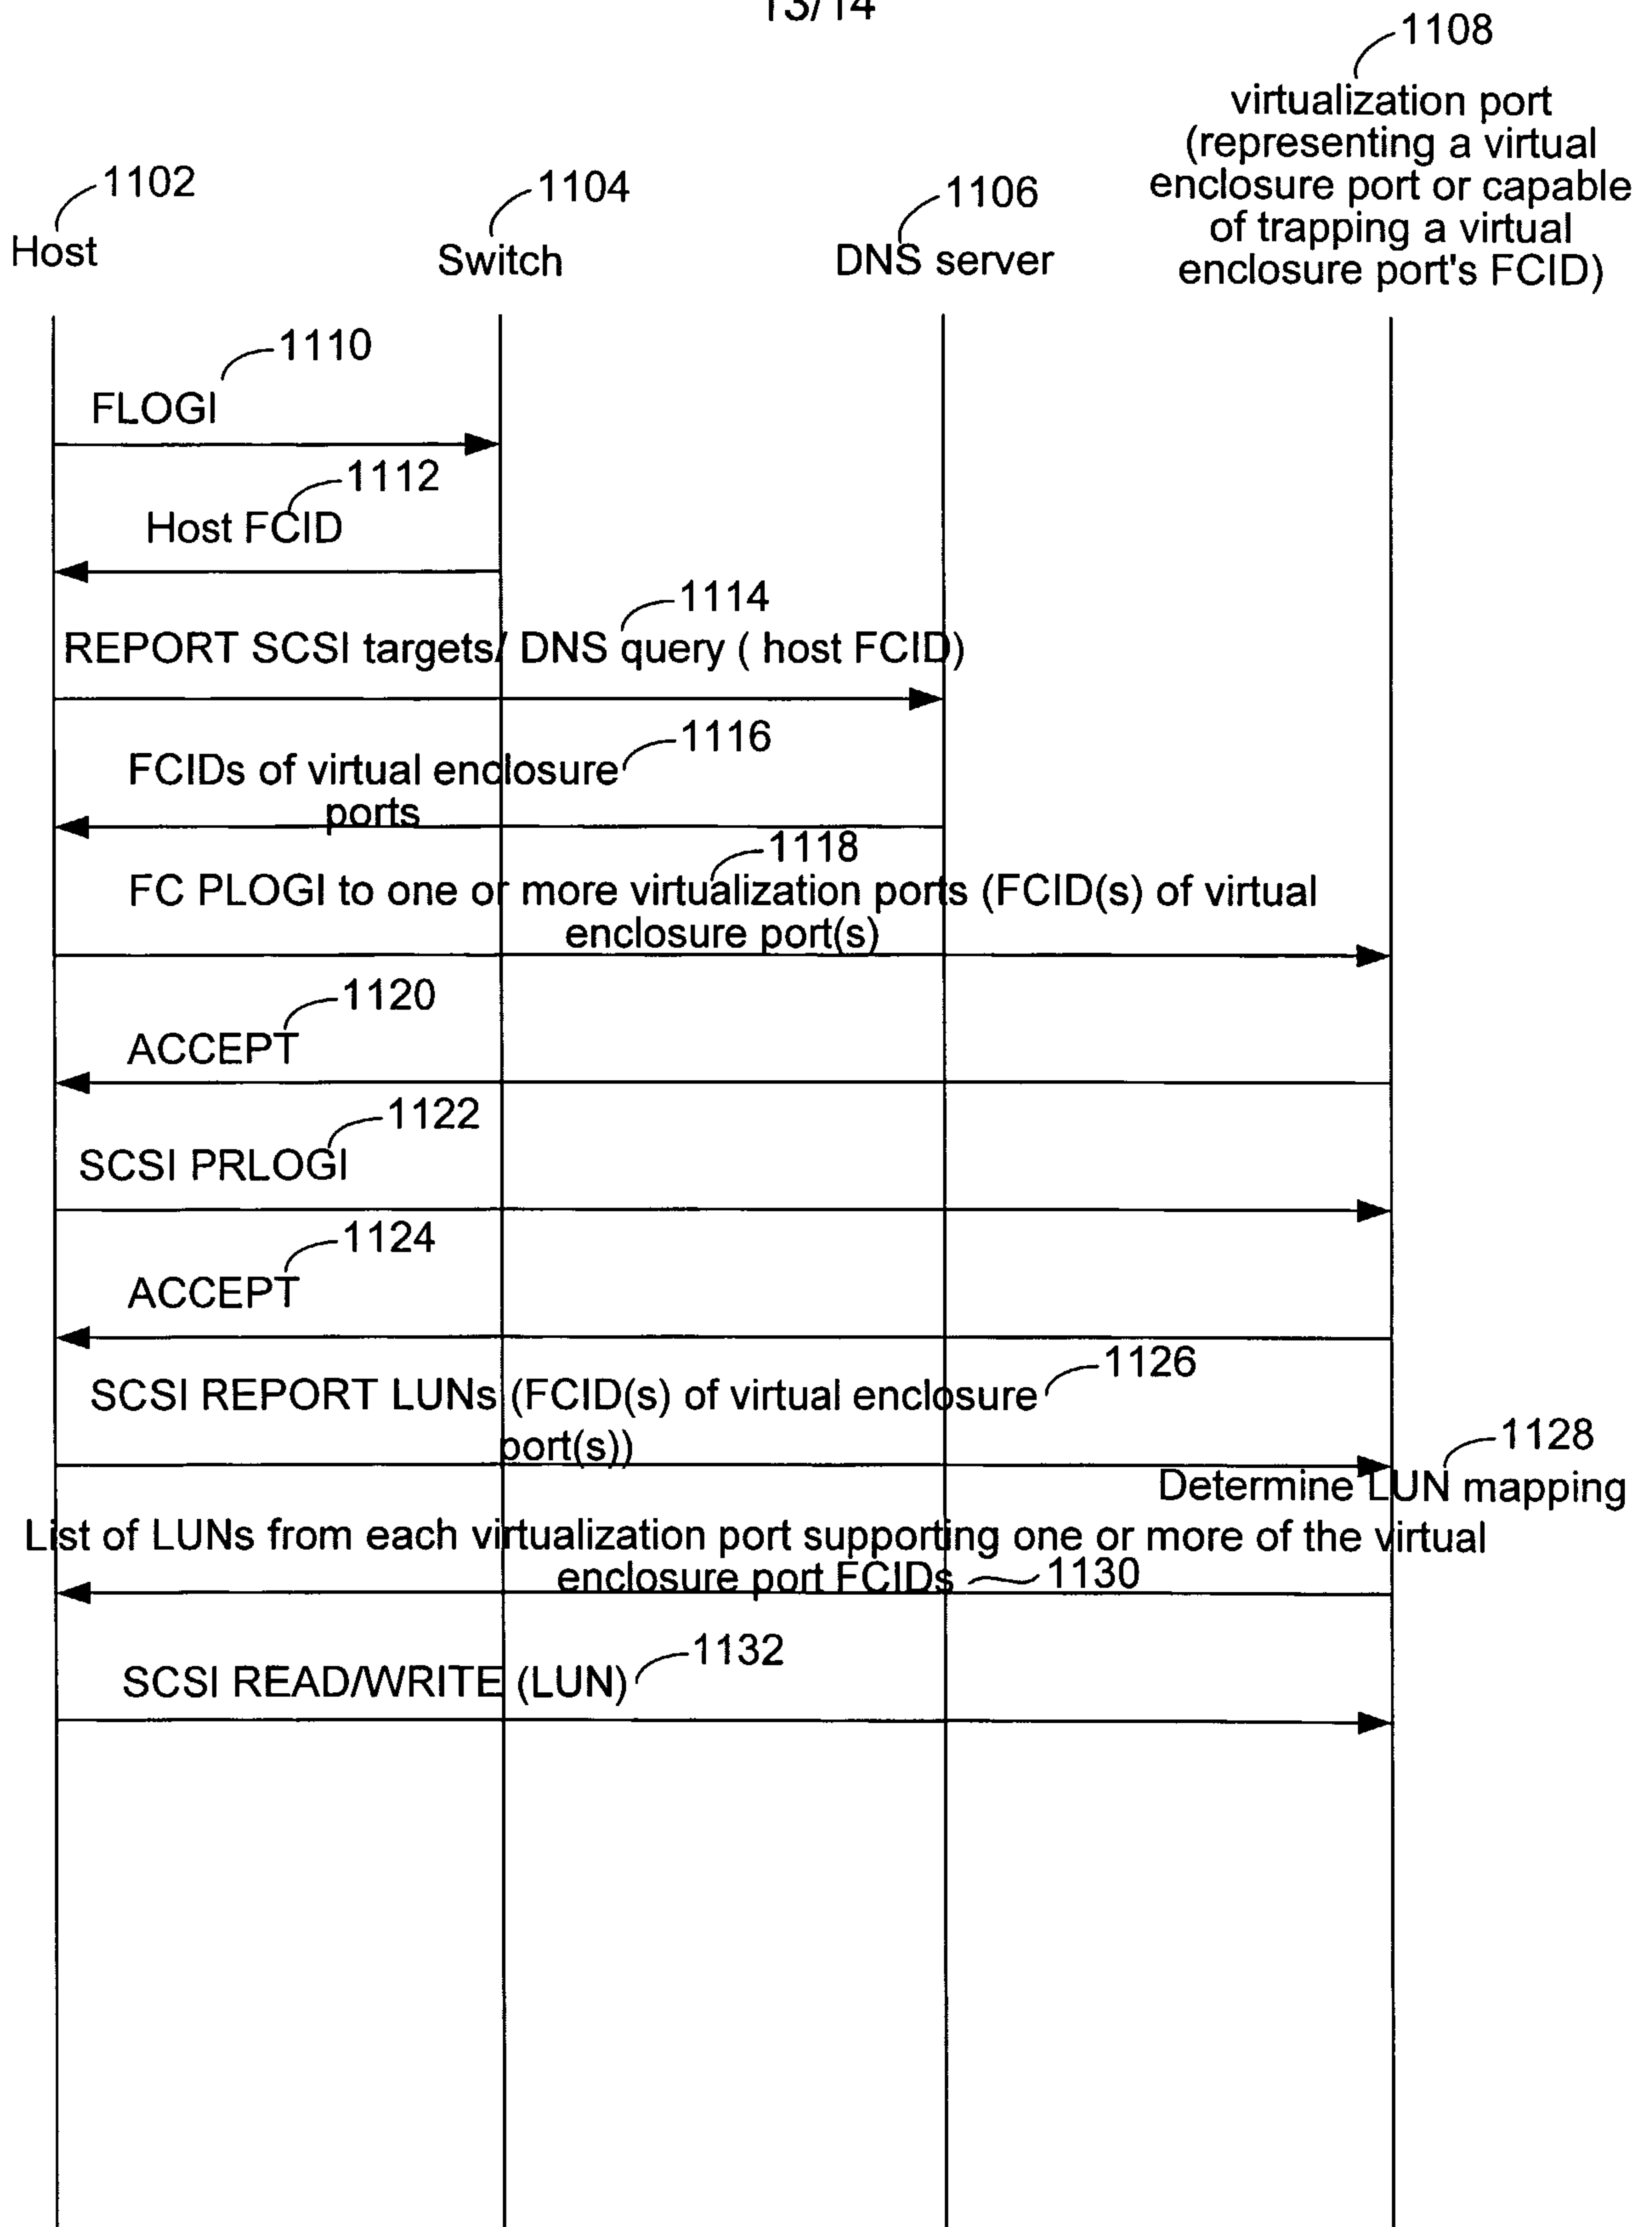 13/14
1108
virtualization port
(representing a virtual
enclosure port or capable
of trapping a virtual
enclosure port's FCID)
1102
Host
1104
Switch
1106
DNS server
1110
FLOGI
1112
Host FCID
1114
REPORT SCSI targets/ DNS query ( host FCID)
1116
FCIDs of virtual enclosure
ports
1118
FC PLOGI to one or more virtualization ports (FCID(s) of virtual
enclosure port(s)
1120
ACCEPT
1122
SCSI PRLOGI
1124
ACCEPT
1126
SCSI REPORT LUNs (FCID(s) of virtual enclosure
port(s))
1128
Determine LUN mapping
List of LUNs from each virtualization port supporting one or more of the virtual
enclosure port FCIDs 1130
1132
SCSI READ/WRITE (LUN)